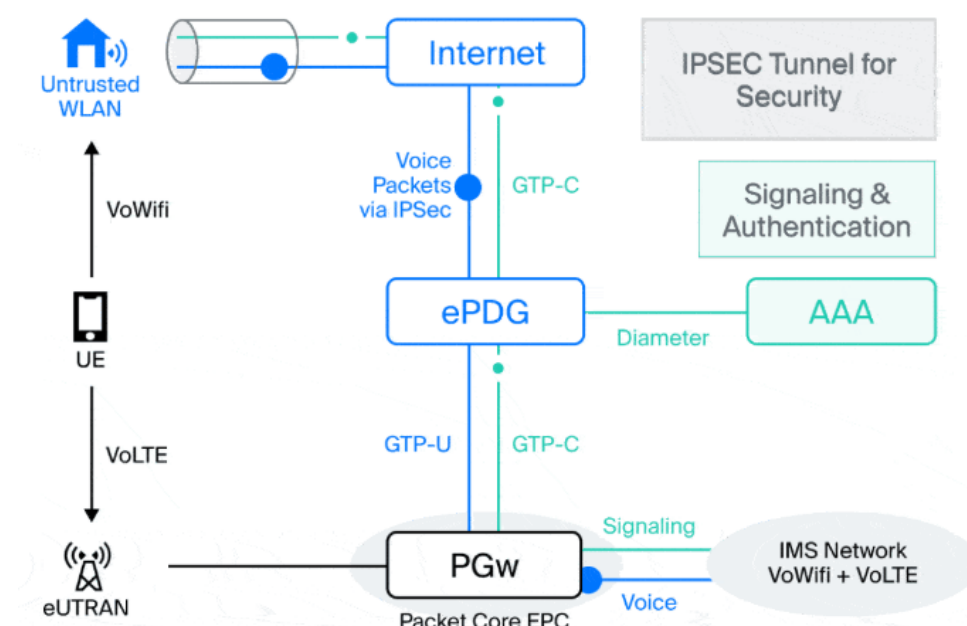 Internet
IPSEC Tunnel for
Security
Untrusted
WLAN
Voice
Packets
via IPSec
GTP-C
Signaling &
Authentication
VoWifi
ePDG
AAA
Diameter
UE
GTP-U
GTP-C
VoLTE
Signaling
PGw
IMS Network
VoWifi + VoLTE
eUTRAN
Voice
Packet Core EPC